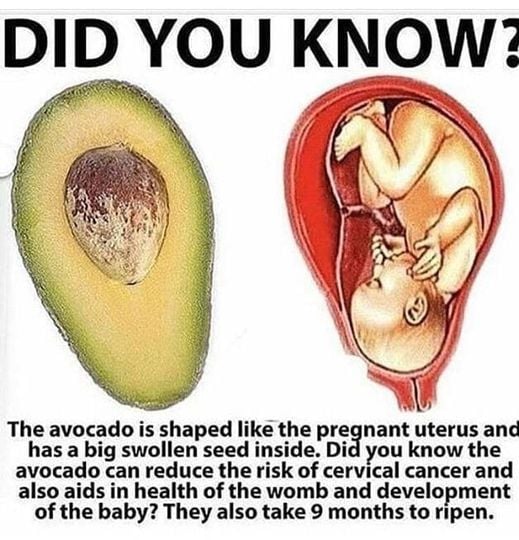 DID YOU KNOW?
The avocado is shaped like the pregnant uterus and
has a big swollen seed inside. Did you know the
avocado can reduce the risk of cervical cancer and
also aids in health of the womb and development
of the baby? They also take 9 months to ripen.